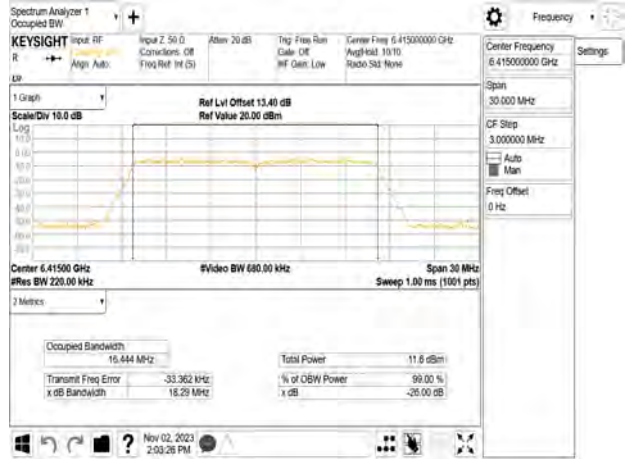 Spectrum Analyzer 1
Occupied BW
+
Frequency
KEYSIGHT
Input: RF
R
Align: Auto
Input Z: 50 Ω
Corrections: Off
Freq Ref: Int (S)
Atten: 20 dB
Trig: Free Run
Gate: Off
#IF Gain: Low
Center Freq: 6.415000000 GHz
Avg|Hold: 10/10
Radio Std: None
Center Frequency
6.415000000 GHz
Settings
Span
30.000 MHz
CF Step
3.000000 MHz
Auto
Man
Freq Offset
0 Hz
1 Graph
Scale/Div 10.0 dB
Ref Lvl Offset 13.40 dB
Ref Value 20.00 dBm
Log
Center 6.41500 GHz
#Res BW 220.00 kHz
#Video BW 680.00 kHz
Span 30 MHz
Sweep 1.00 ms (1001 pts)
2 Metrics
Occupied Bandwidth
16.444 MHz
Total Power
11.6 dBm
Transmit Freq Error
-33.362 kHz
% of OBW Power
99.00 %
x dB Bandwidth
18.29 MHz
x dB
-26.00 dB
?
Nov 02, 2023
2:03:26 PM